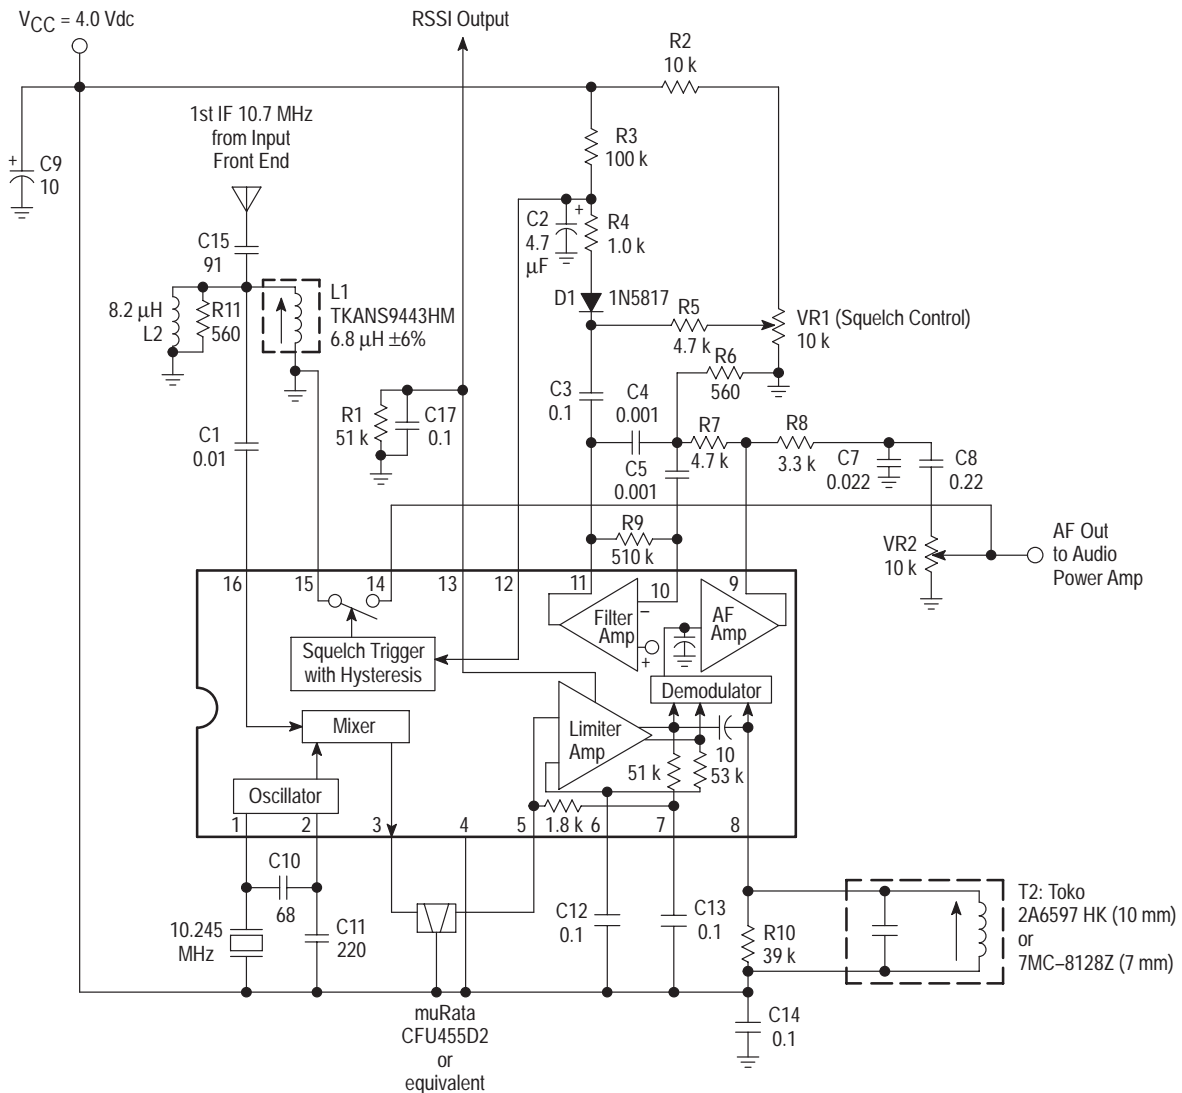 V_CC = 4.0 Vdc
RSSI Output
R2
10 k
1st IF 10.7 MHz
from Input
Front End
+
C9
10
R3
100 k
C2
4.7
µF
+
R4
1.0 k
C15
91
8.2 µH
L2
R11
560
L1
TKANS9443HM
6.8 µH ±6%
D1
1N5817
R5
4.7 k
VR1 (Squelch Control)
10 k
R6
560
C3
0.1
C4
0.001
R1
51 k
C17
0.1
C1
0.01
R7
4.7 k
R8
3.3 k
C5
0.001
C7
0.022
C8
0.22
R9
510 k
VR2
10 k
AF Out
to Audio
Power Amp
16
15
14
13
12
11
10
9
Filter
Amp
–
+
AF
Amp
Squelch Trigger
with Hysteresis
Demodulator
Mixer
Limiter
Amp
10
51 k
53 k
Oscillator
1.8 k
1
2
3
4
5
6
7
8
C10
68
10.245
MHz
C11
220
C12
0.1
C13
0.1
R10
39 k
T2: Toko
2A6597 HK (10 mm)
or
7MC–8128Z (7 mm)
muRata
CFU455D2
or
equivalent
C14
0.1